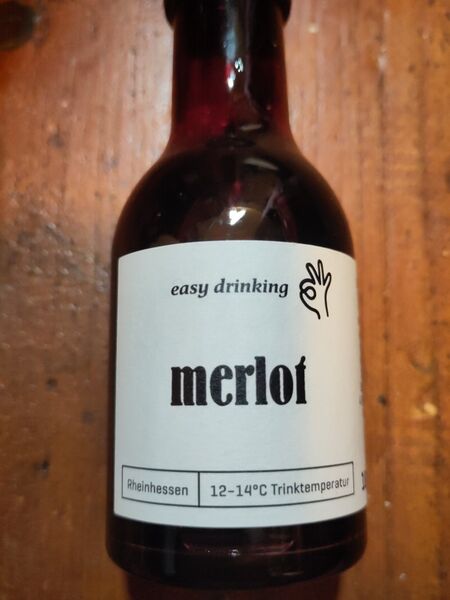 easy drinking
merlot
Rheinhessen
12-14°C Trinktemperatur